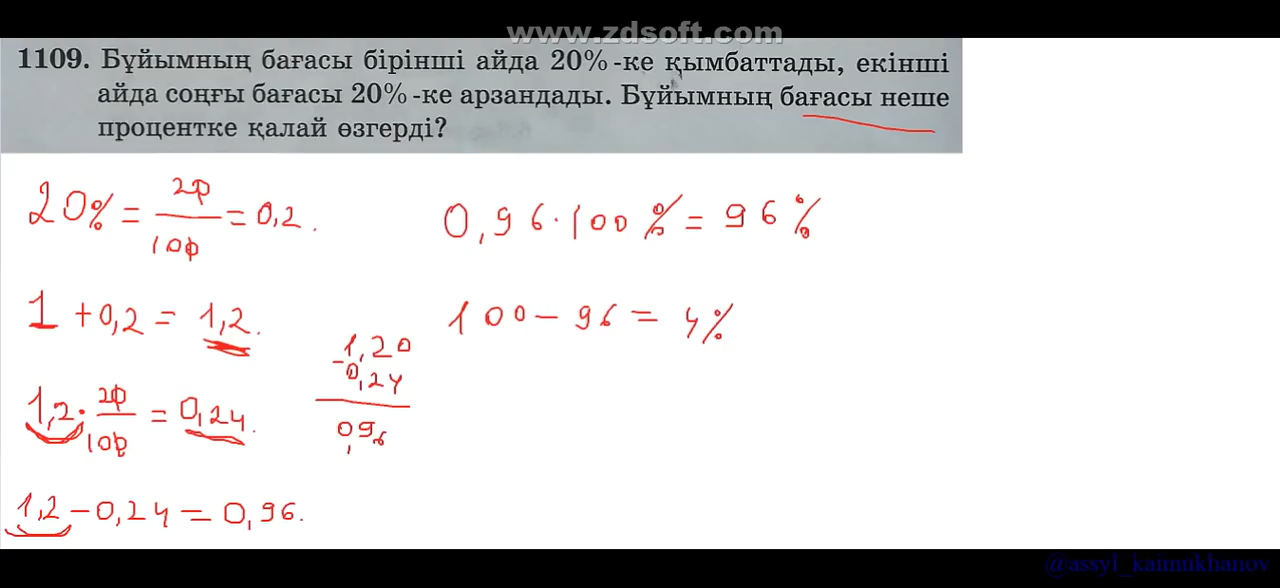 www.zdsoft.com
1109. Бұйымның бағасы бірінші айда 20%-ке қымбаттады, екінші
айда соңғы бағасы 20%-ке арзандады. Бұйымның бағасы неше
процентке қалай өзгерді?
20% = 20/100 = 0,2.
1 + 0,2 = 1,2.
1,2 · 20/100 = 0,24.
1,2 - 0,24 = 0,96.
1,20
- 0,24
0,96
0,96 · 100% = 96%
100 - 96 = 4%
@assyl_kaimukhanov